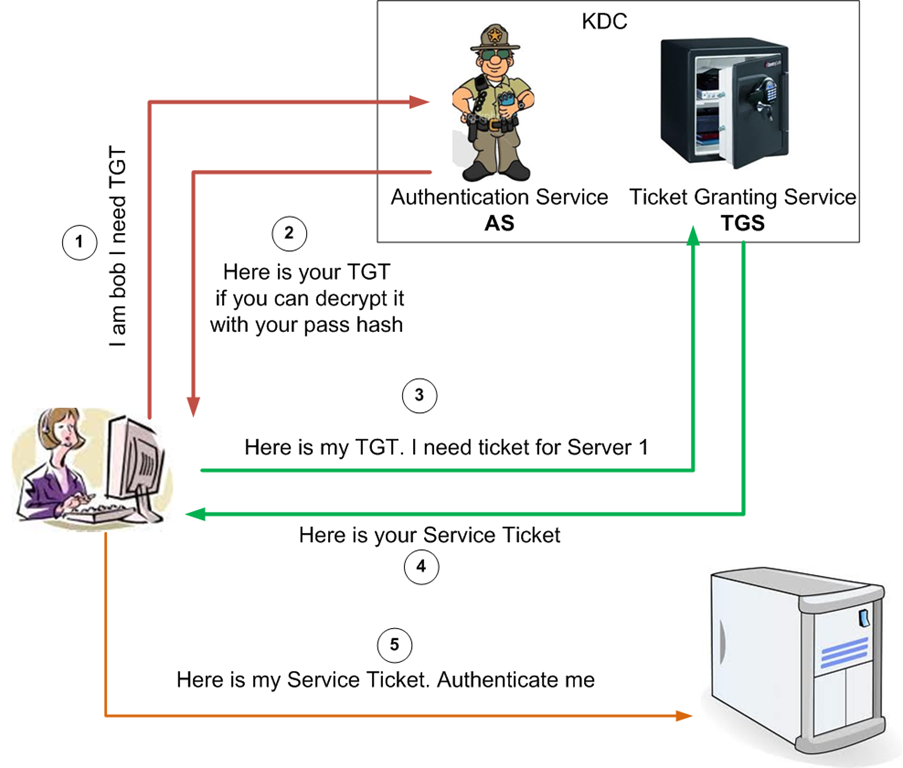 KDC
Authentication Service
AS
Ticket Granting Service
TGS
1
I am bob I need TGT
2
Here is your TGT
if you can decrypt it
with your pass hash
3
Here is my TGT. I need ticket for Server 1
Here is your Service Ticket
4
5
Here is my Service Ticket. Authenticate me